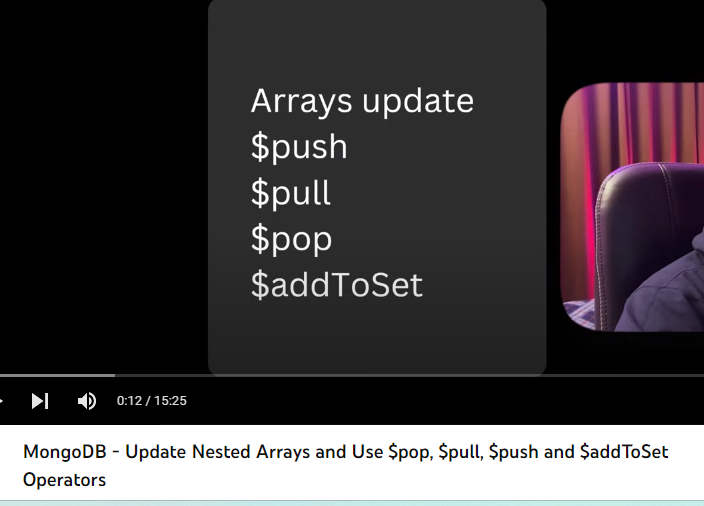 Arrays update
$push
$pull
$pop
$addToSet
0:12 / 15:25
MongoDB - Update Nested Arrays and Use $pop, $pull, $push and $addToSet
Operators